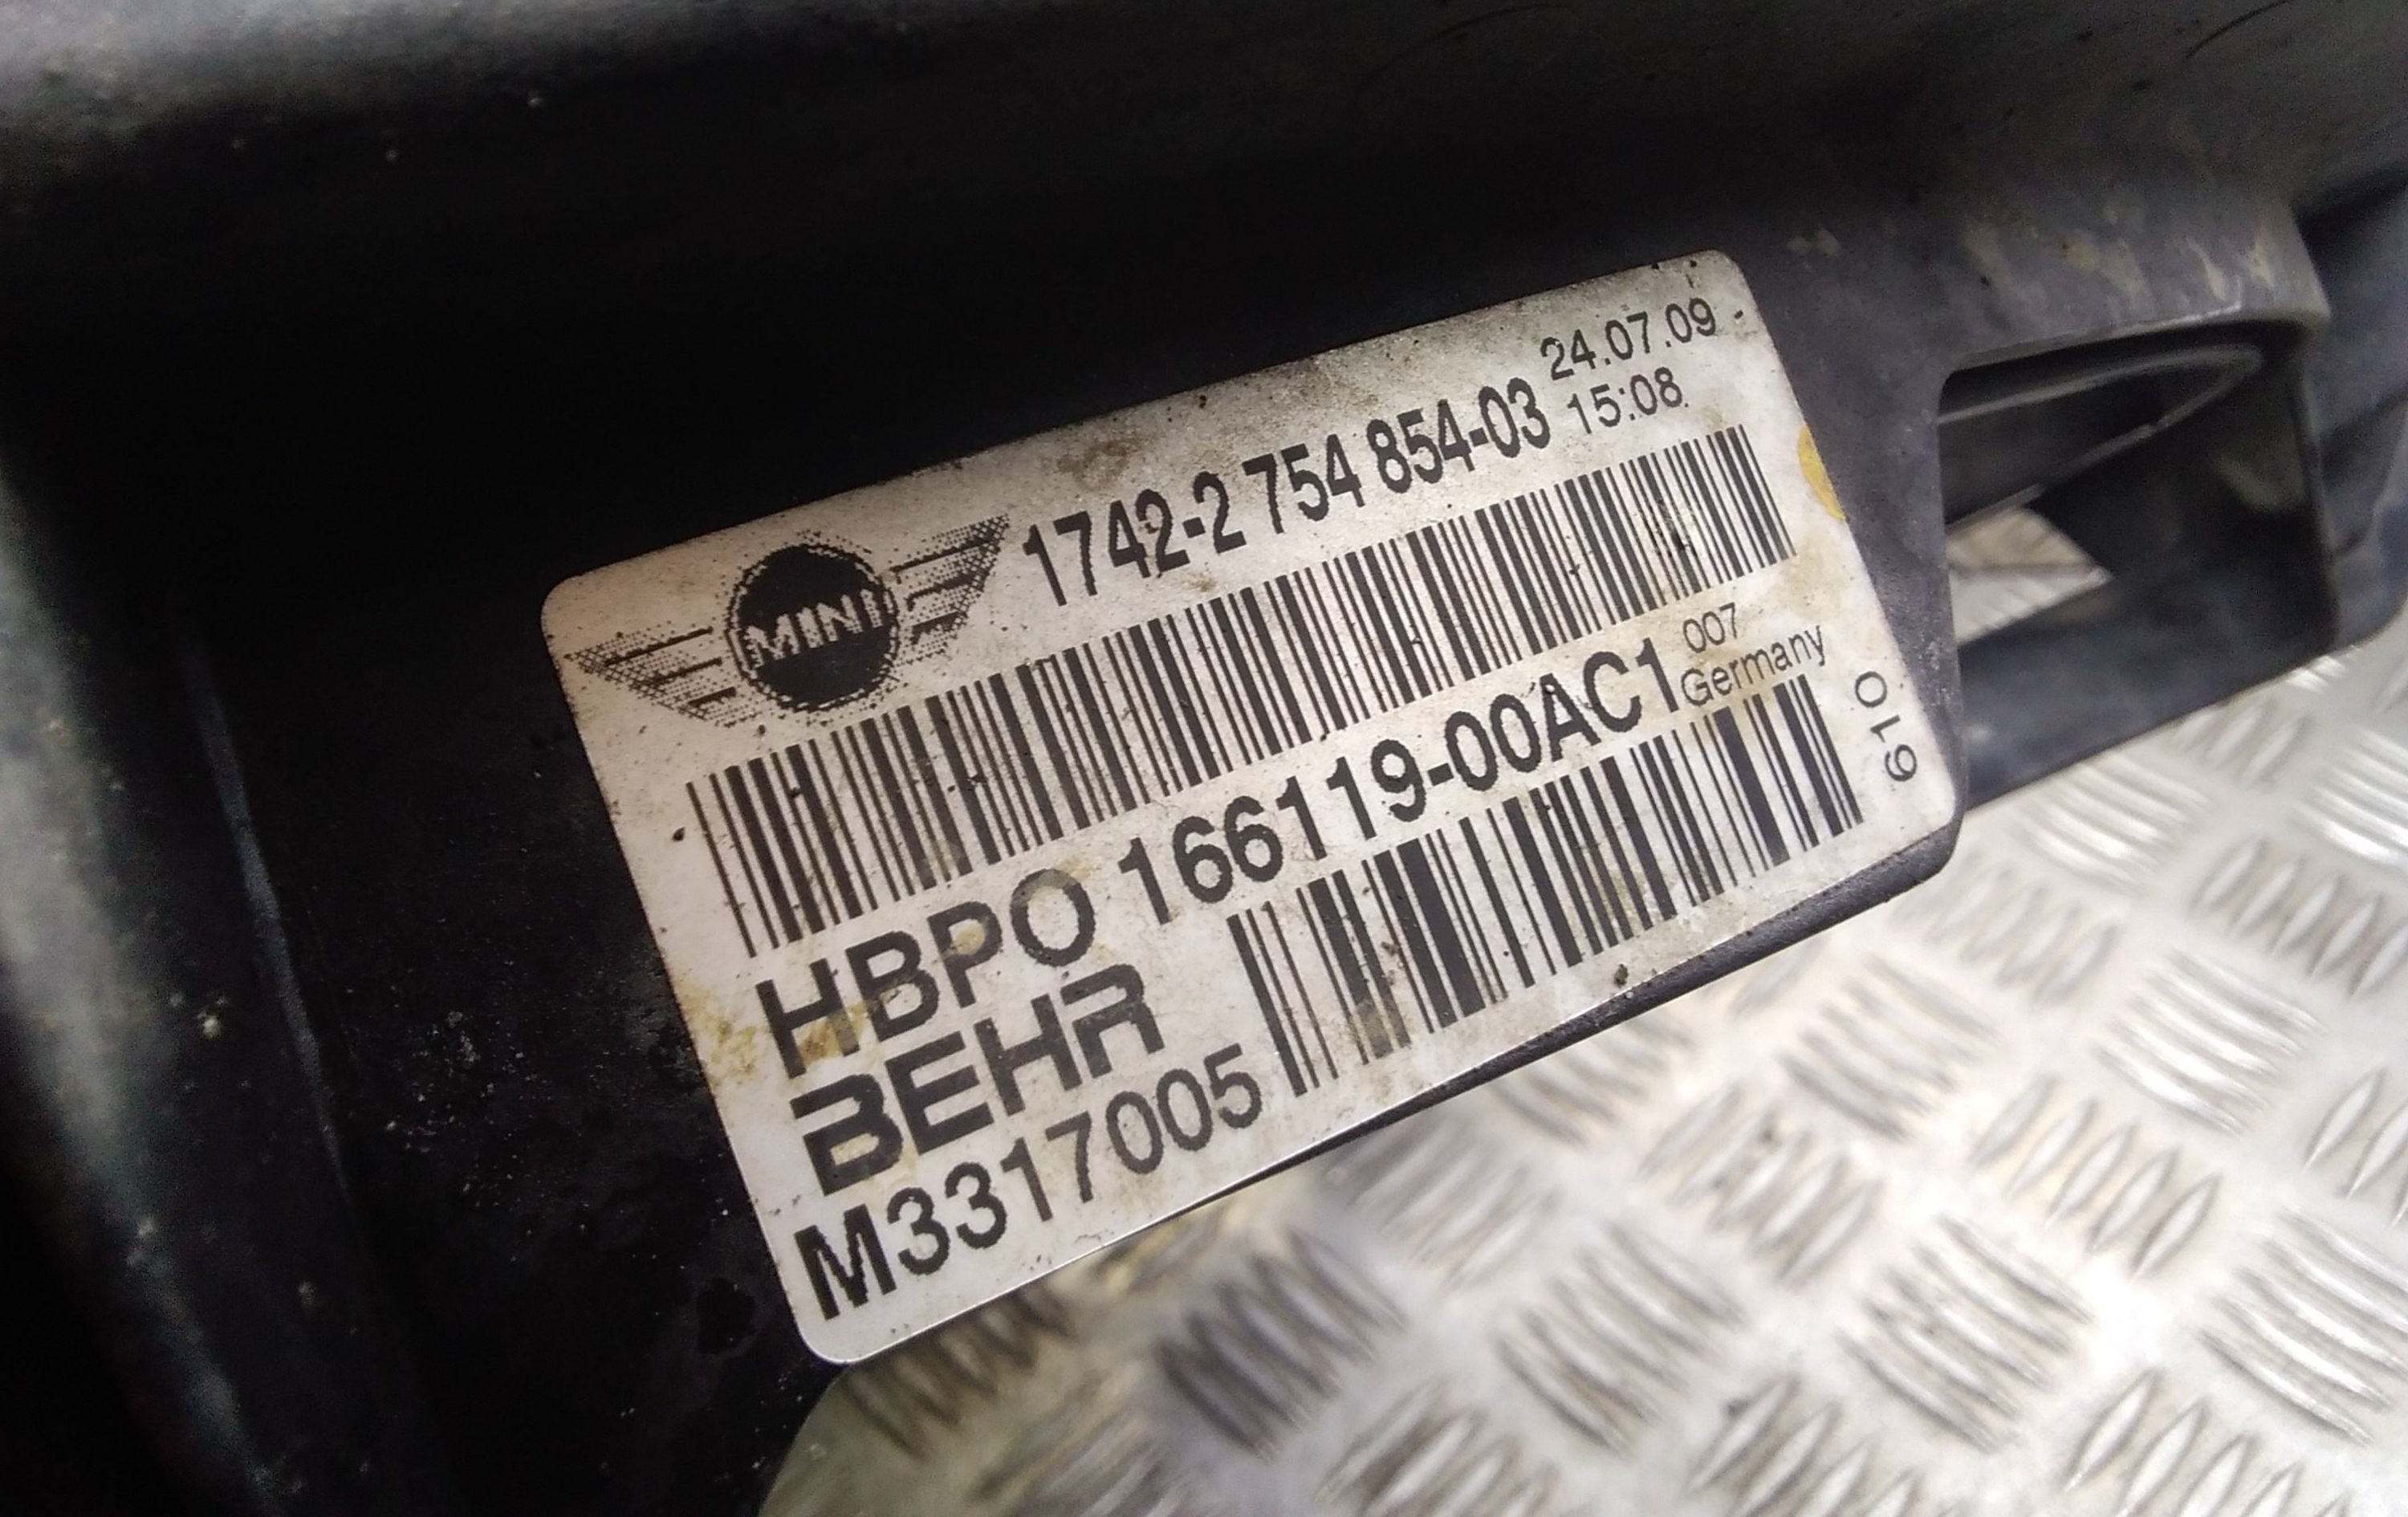 24.07.09
MINI 1742-2 754 854-03 15:08
007
HBPO 166119-00AC1 Germany
610
BEHR
M3317005